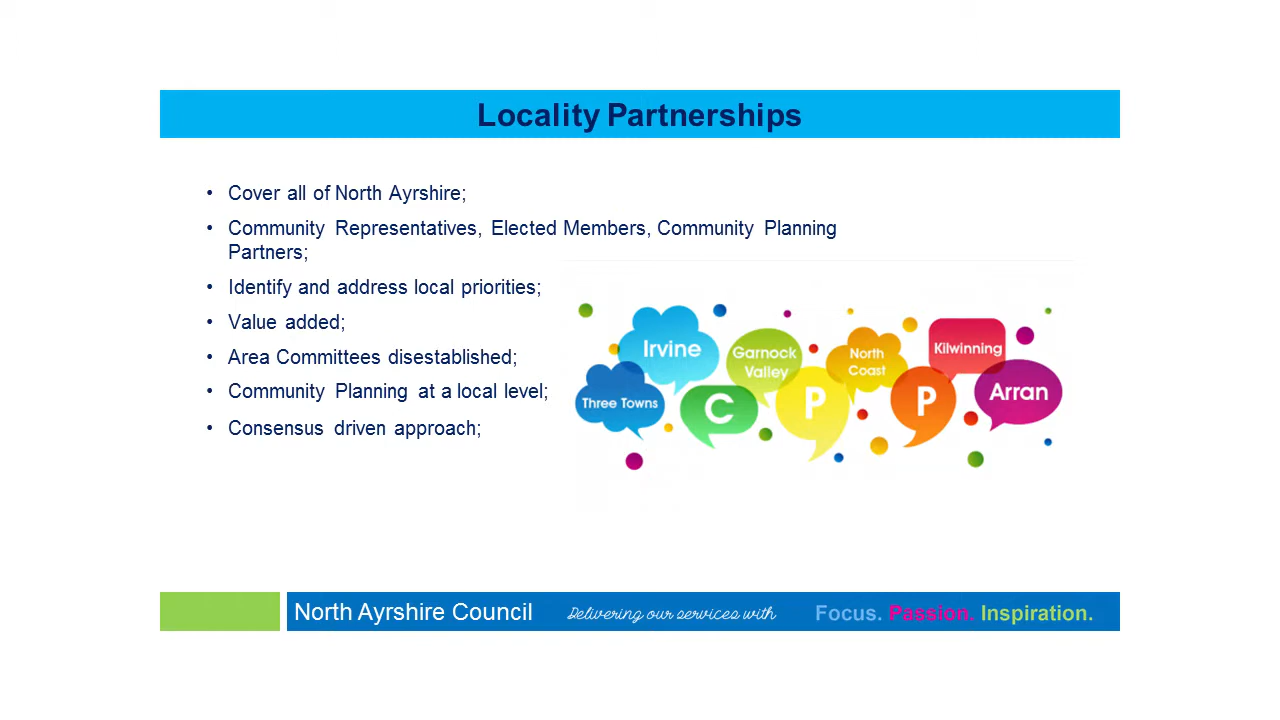 Locality Partnerships
• Cover all of North Ayrshire;
• Community Representatives, Elected Members, Community Planning
Partners;
• Identify and address local priorities;
• Value added;
• Area Committees disestablished;
• Community Planning at a local level;
• Consensus driven approach;
Irvine
Garnock
Valley
North
Coast
Kilwinning
Three Towns
C
P
P
Arran
North Ayrshire Council
Delivering our services with
Focus. Passion. Inspiration.